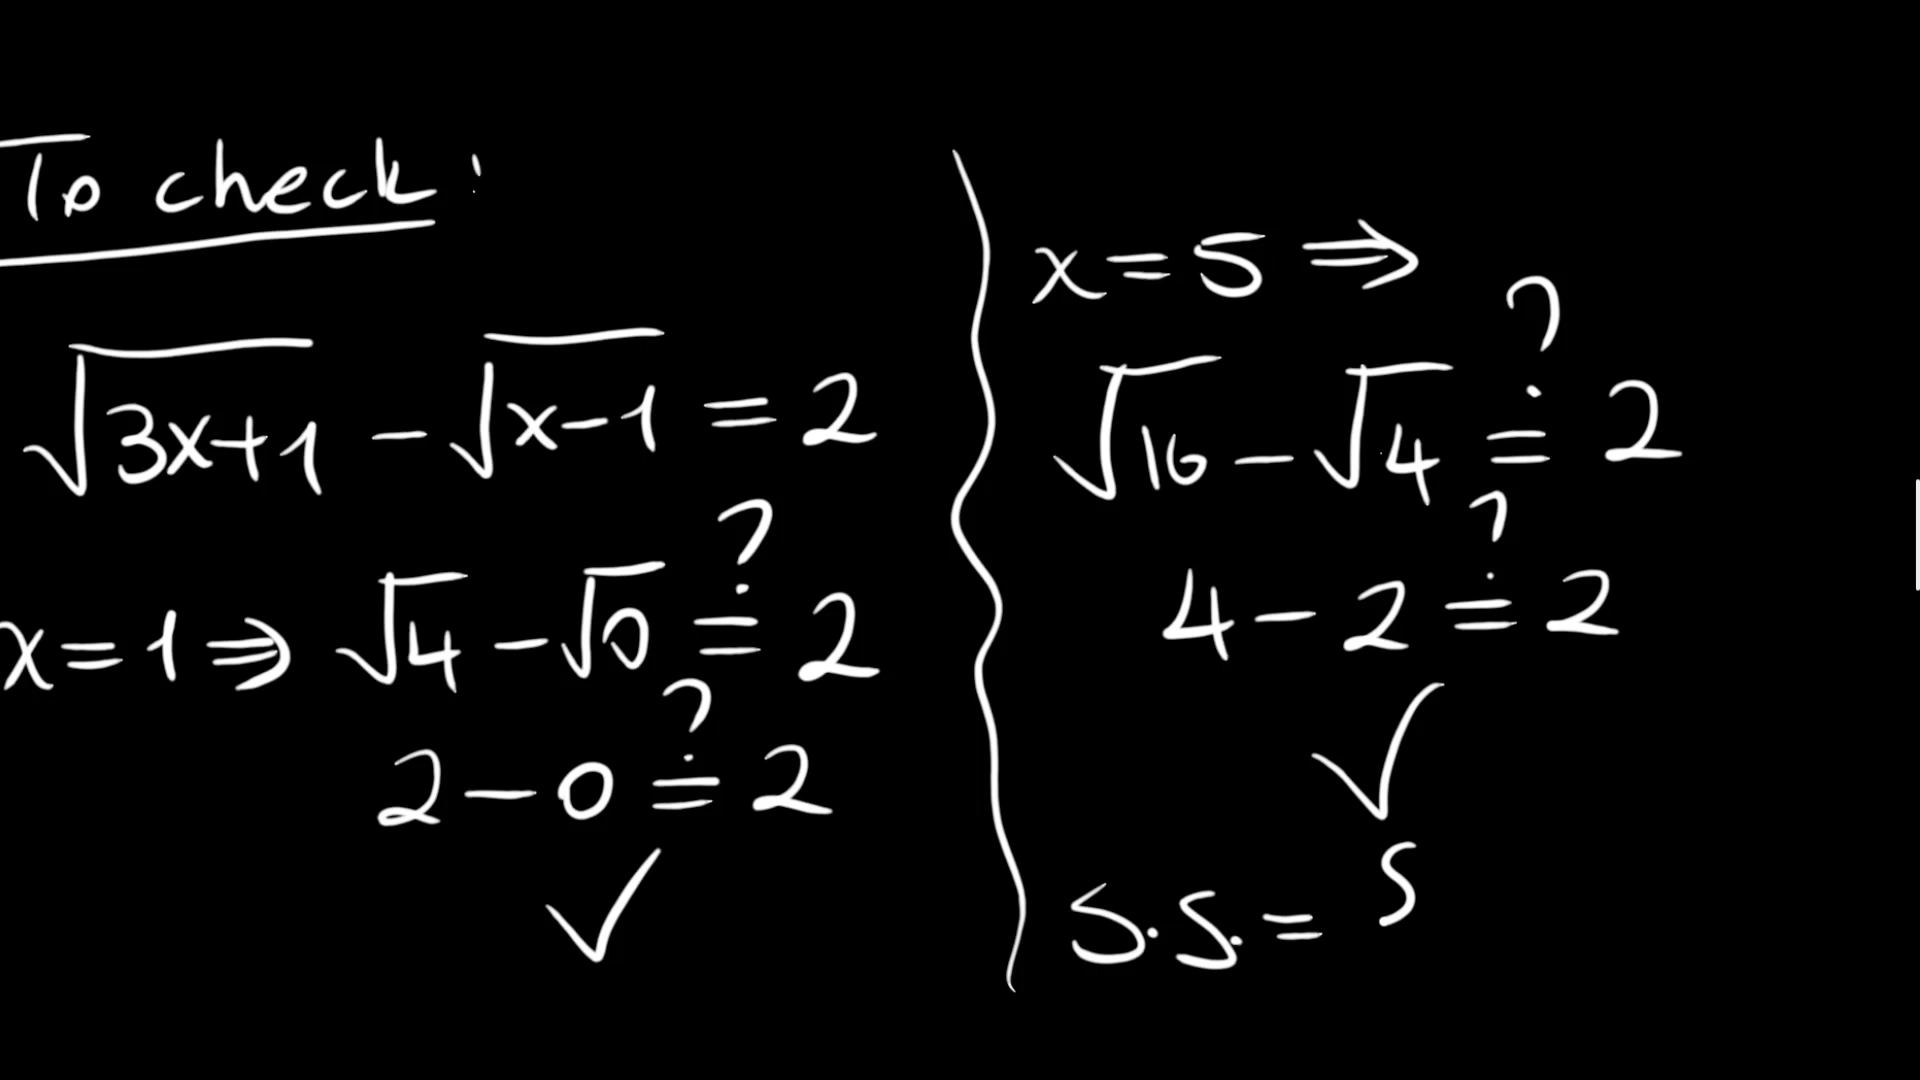 To check:
√(3x+1) - √(x-1) = 2
x = 1 ⇒ √4 - √0 ≟ 2
2 - 0 ≟ 2
✓
x = 5 ⇒
√16 - √4 ≟ 2
4 - 2 ≟ 2
✓
S.S. = {